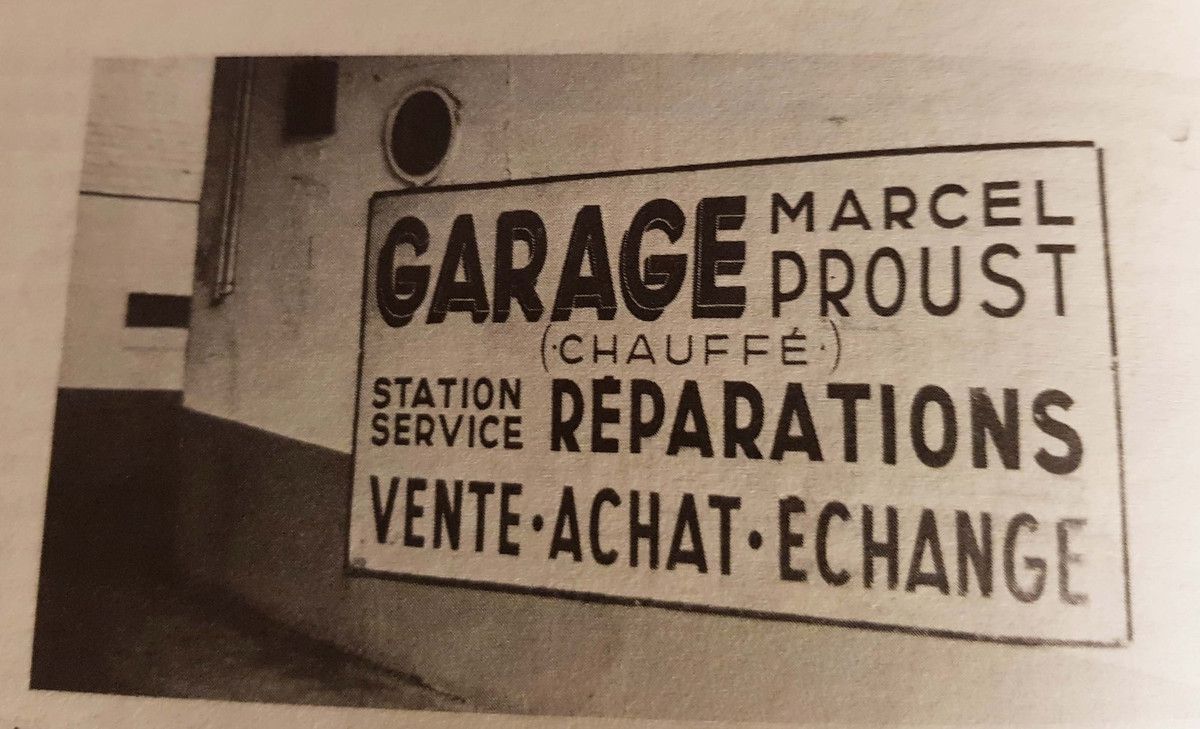 GARAGE MARCEL PROUST
(·CHAUFFÉ·)
STATION SERVICE RÉPARATIONS
VENTE·ACHAT·ECHANGE